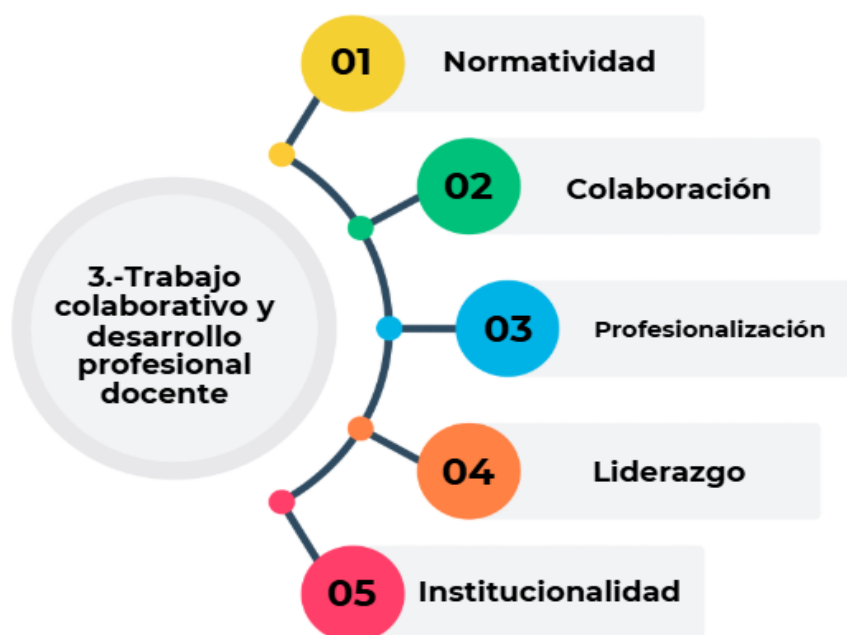 3.-Trabajo
colaborativo y
desarrollo
profesional
docente
01
Normatividad
02
Colaboración
03
Profesionalización
04
Liderazgo
05
Institucionalidad